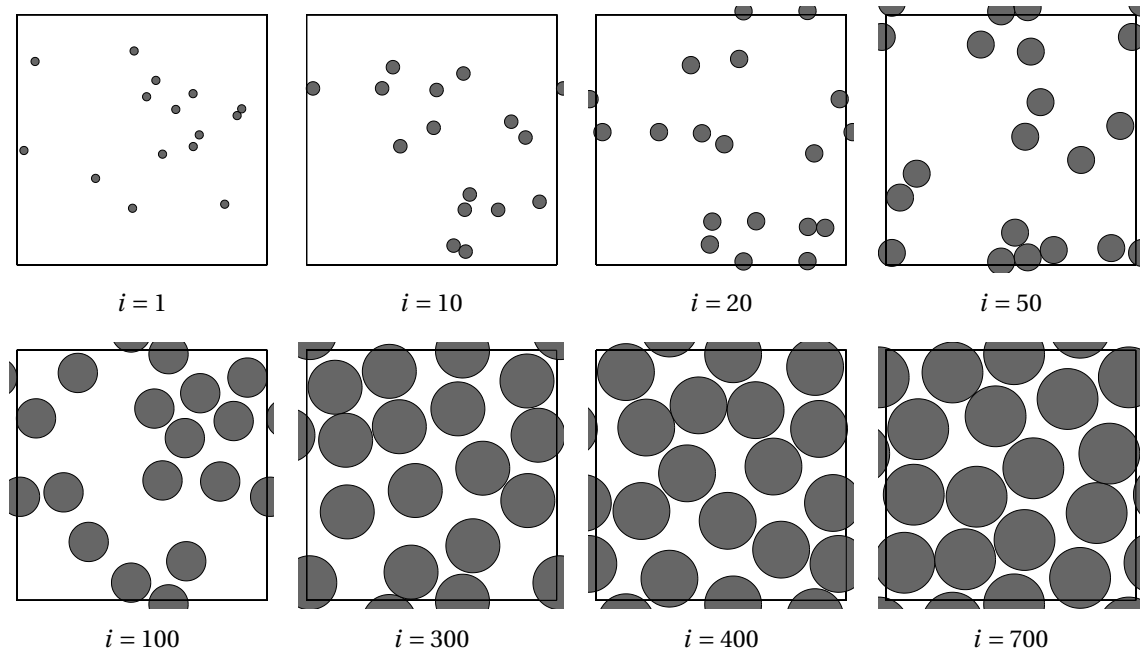 i = 1
i = 10
i = 20
i = 50
i = 100
i = 300
i = 400
i = 700